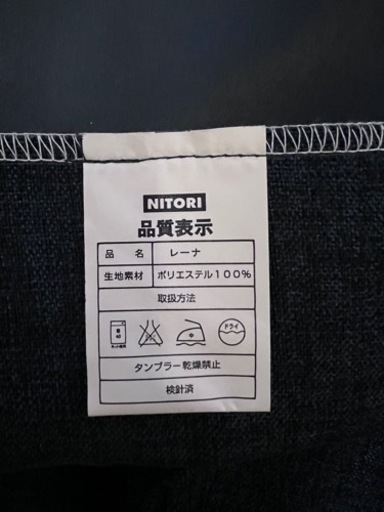 NITORI
品質表示
品 名 レーナ
生地素材 ポリエステル100%
取扱方法
40 ドライ
タンブラー乾燥禁止
検針済